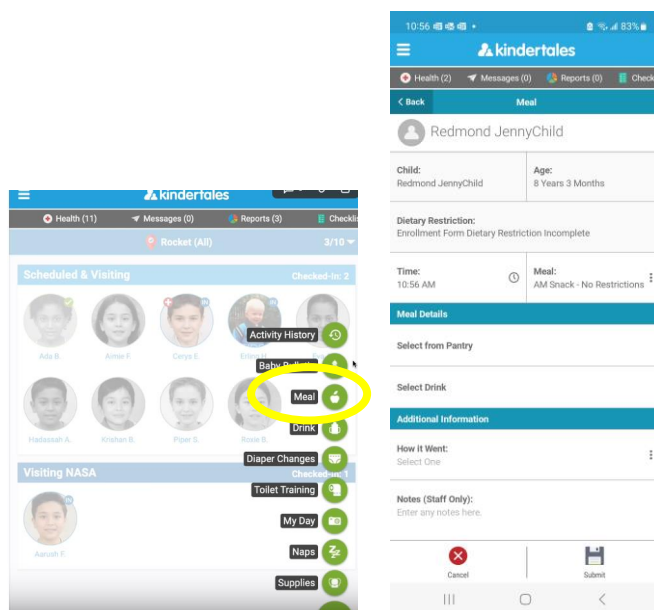 kindertales
Health (11)
Messages (0)
Reports (3)
Rocket (All)
3/10
Scheduled & Visiting
Checked-In: 2
Ada B.
Aimee F.
Cerys E.
Activity History
Meal
Hadassah A.
Krishan B.
Piper S.
Rosie B.
Drink
Diaper Changes
Visiting NASA
Toilet Training
My Day
Aarush F.
Naps
Supplies
10:56
83%
kindertales
Health (2)
Messages (0)
Reports (0)
Check
< Back
Meal
Redmond JennyChild
Child:
Redmond JennyChild
Age:
8 Years 3 Months
Dietary Restriction:
Enrollment Form Dietary Restriction Incomplete
Time:
10:56 AM
Meal:
AM Snack - No Restrictions
Meal Details
Select from Pantry
Select Drink
Additional Information
How it Went:
Select One
Notes (Staff Only):
Enter any notes here.
Cancel
Submit